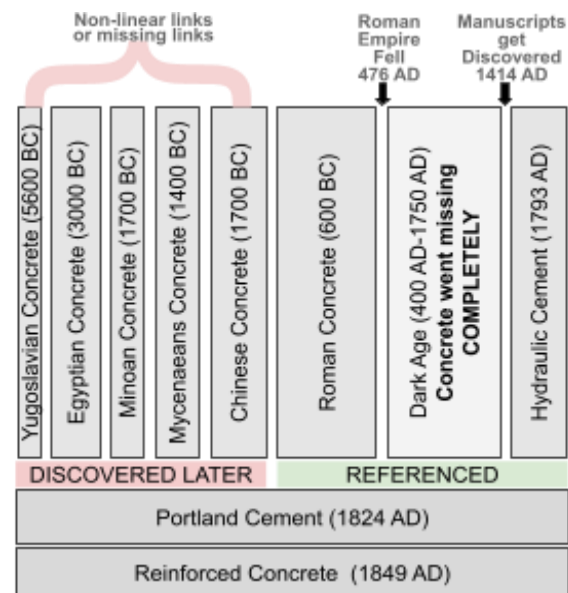 Non-linear links
or missing links
Roman
Empire
Fell
476 AD
Manuscripts
get
Discovered
1414 AD
Yugoslavian Concrete (5600 BC)
Egyptian Concrete (3000 BC)
Minoan Concrete (1700 BC)
Mycenaeans Concrete (1400 BC)
Chinese Concrete (1700 BC)
Roman Concrete (600 BC)
Dark Age (400 AD-1750 AD)
Concrete went missing
COMPLETELY
Hydraulic Cement (1793 AD)
DISCOVERED LATER
REFERENCED
Portland Cement (1824 AD)
Reinforced Concrete (1849 AD)